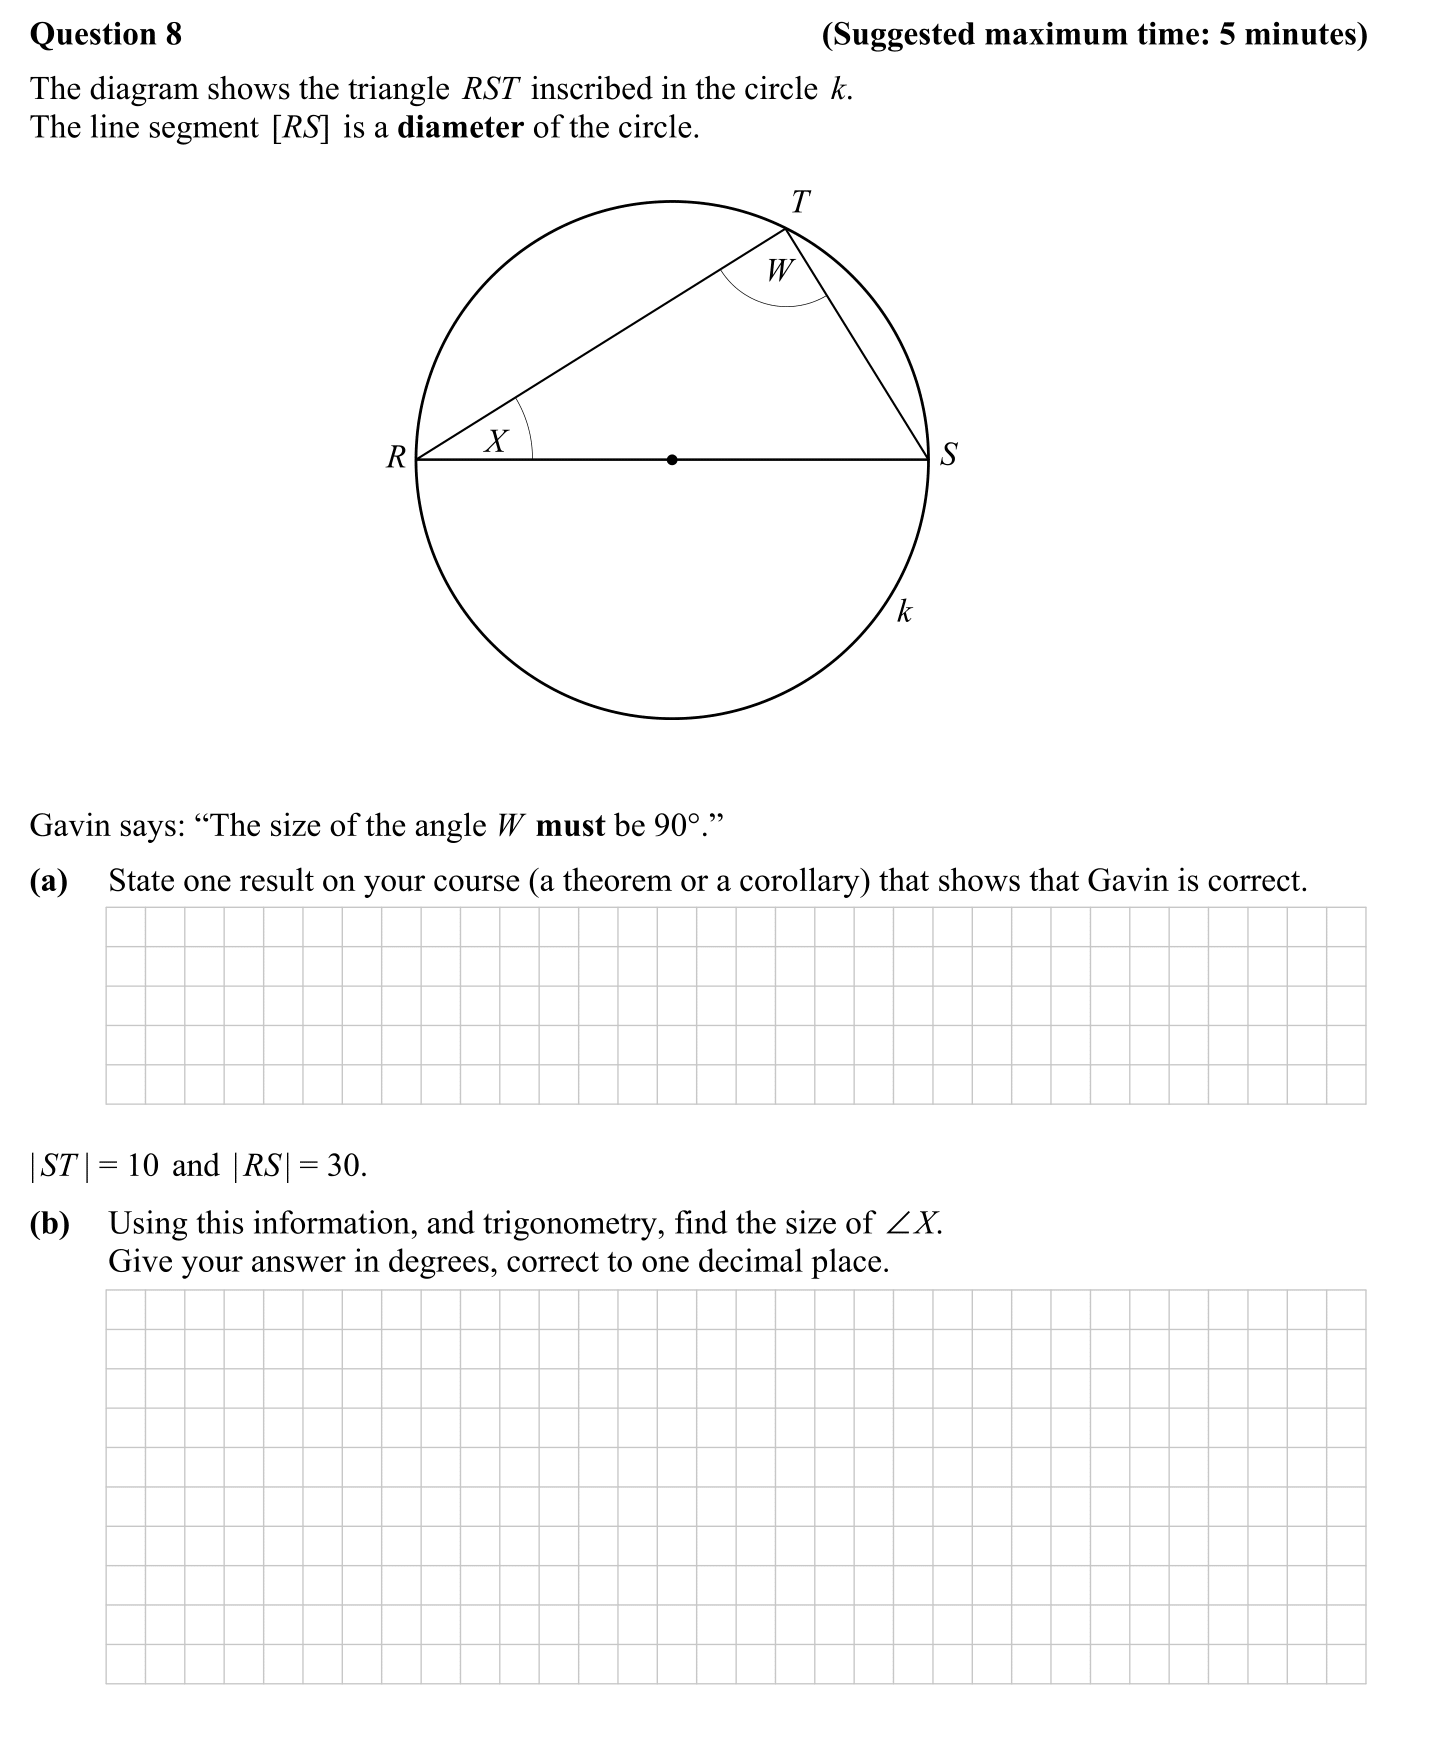 Question 8 (Suggested maximum time: 5 minutes)
The diagram shows the triangle RST inscribed in the circle k.
The line segment [RS] is a diameter of the circle.
T
W
X
R
S
k
Gavin says: “The size of the angle W must be 90°.”
(a) State one result on your course (a theorem or a corollary) that shows that Gavin is correct.
|ST| = 10 and |RS| = 30.
(b) Using this information, and trigonometry, find the size of ∠X.
Give your answer in degrees, correct to one decimal place.